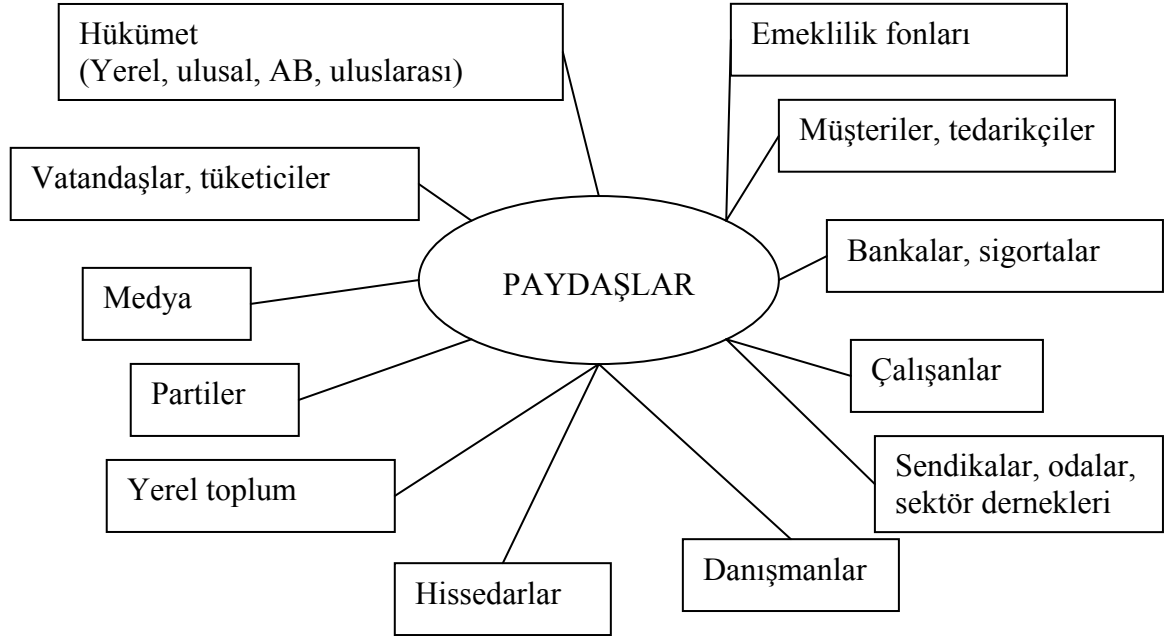 Hükümet
(Yerel, ulusal, AB, uluslarası)
Emeklilik fonları
Müşteriler, tedarikçiler
Vatandaşlar, tüketiciler
Bankalar, sigortalar
PAYDAŞLAR
Medya
Çalışanlar
Partiler
Sendikalar, odalar,
sektör dernekleri
Yerel toplum
Danışmanlar
Hissedarlar